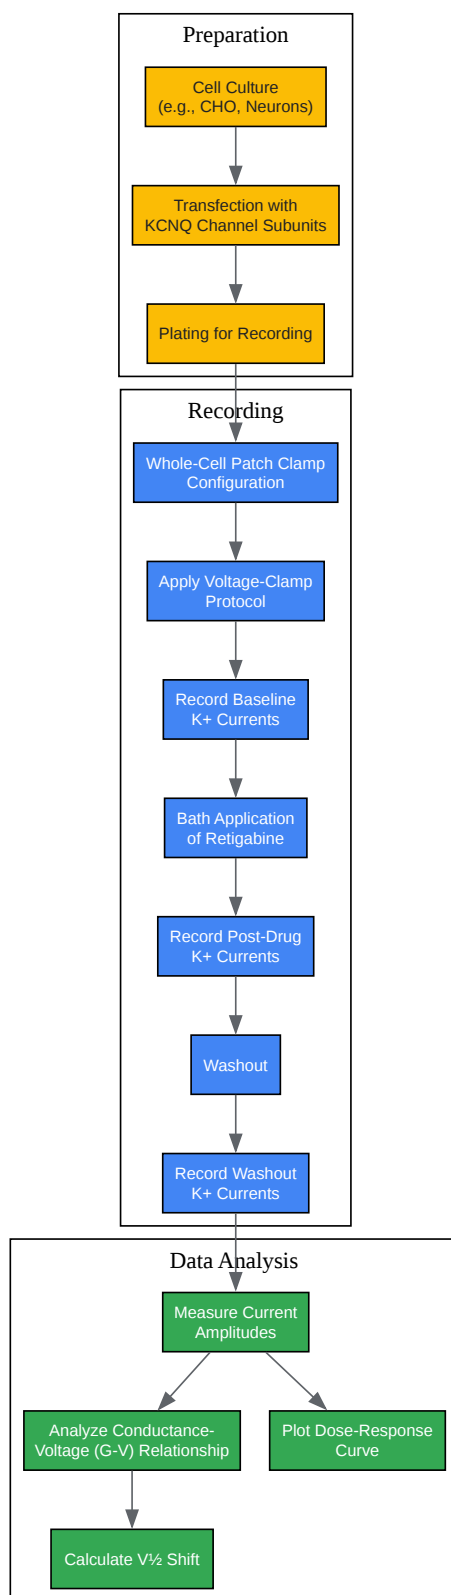 Preparation
Cell Culture
(e.g., CHO, Neurons)
Transfection with
KCNQ Channel Subunits
Plating for Recording
Recording
Whole-Cell Patch Clamp
Configuration
Apply Voltage-Clamp
Protocol
Record Baseline
K+ Currents
Bath Application
of Retigabine
Record Post-Drug
K+ Currents
Washout
Record Washout
K+ Currents
Data Analysis
Measure Current
Amplitudes
Analyze Conductance-
Voltage (G-V) Relationship
Plot Dose-Response
Curve
Calculate V½ Shift